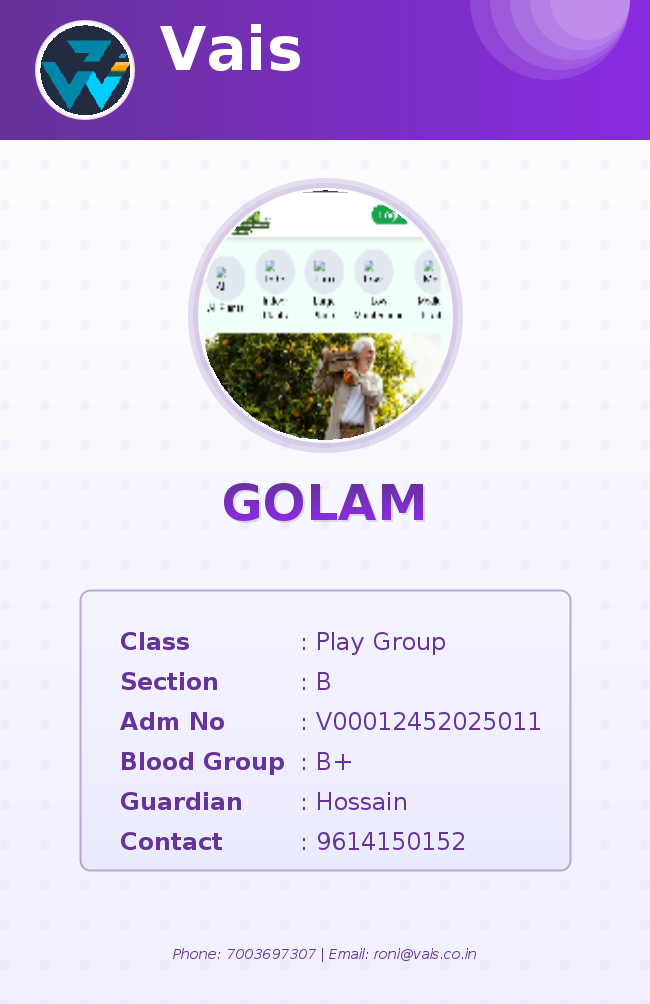 Vais
GOLAM
Class : Play Group
Section : B
Adm No : V00012452025011
Blood Group : B+
Guardian : Hossain
Contact : 9614150152
Phone: 7003697307 | Email: roni@vais.co.in